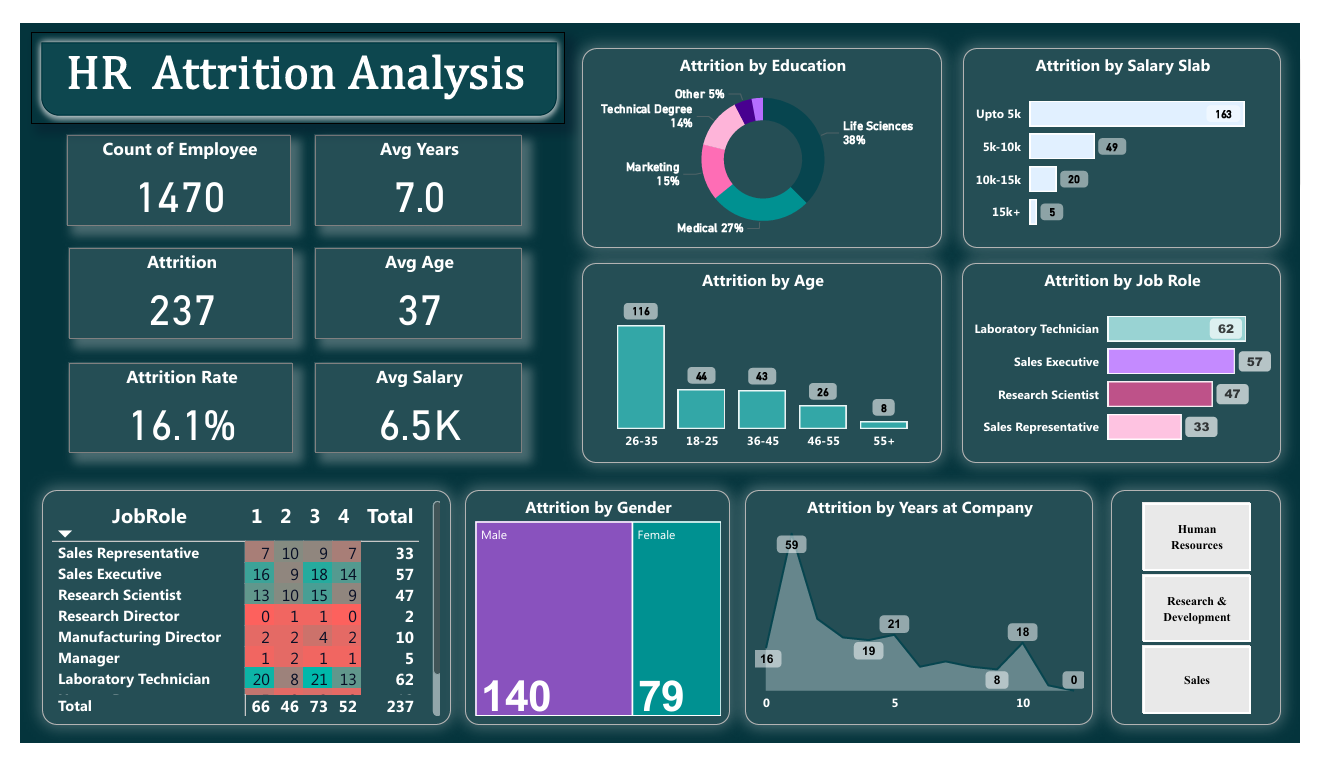 HR Attrition Analysis
Count of Employee
1470
Avg Years
7.0
Attrition
237
Avg Age
37
Attrition Rate
16.1%
Avg Salary
6.5K
Attrition by Education
Other 5%
Technical Degree
14%
Life Sciences
38%
Marketing
15%
Medical 27%
Attrition by Salary Slab
Upto 5k 163
5k-10k 49
10k-15k 20
15k+ 5
Attrition by Age
116
44
43
26
8
26-35 18-25 36-45 46-55 55+
Attrition by Job Role
Laboratory Technician 62
Sales Executive 57
Research Scientist 47
Sales Representative 33
JobRole 1 2 3 4 Total
Sales Representative 7 10 9 7 33
Sales Executive 16 9 18 14 57
Research Scientist 13 10 15 9 47
Research Director 0 1 1 0 2
Manufacturing Director 2 2 4 2 10
Manager 1 2 1 1 5
Laboratory Technician 20 8 21 13 62
Total 66 46 73 52 237
Attrition by Gender
Male
Female
140
79
Attrition by Years at Company
59
16
19
21
8
18
0
0 5 10
Human
Resources
Research &
Development
Sales